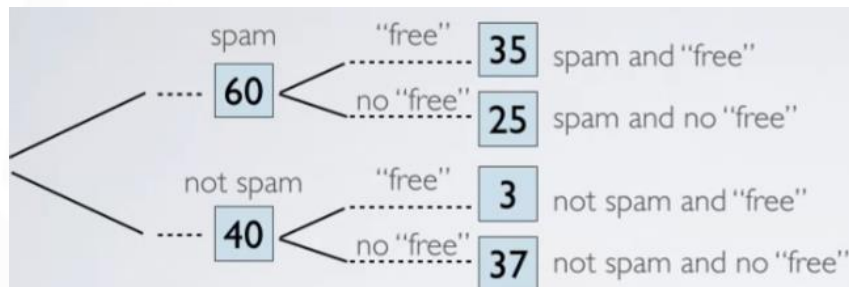 spam
60
"free"
35 spam and "free"
no "free"
25 spam and no "free"
not spam
40
"free"
3 not spam and "free"
no "free"
37 not spam and no "free"